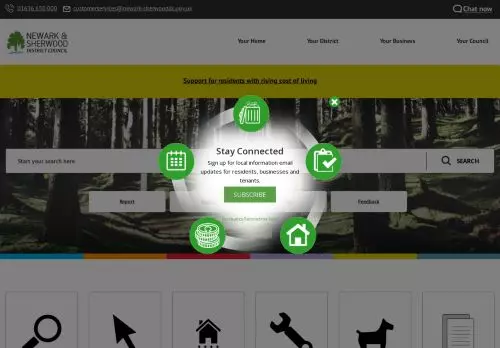 01636 650 000
customerservices@newark-sherwooddc.gov.uk
Chat now
NEWARK &
SHERWOOD
DISTRICT COUNCIL
Your Home
Your District
Your Business
Your Council
Support for residents with rising cost of living
Stay Connected
Sign up for local information email
updates for residents, businesses and
tenants.
SUBSCRIBE
Start your search here
SEARCH
Report
Feedback